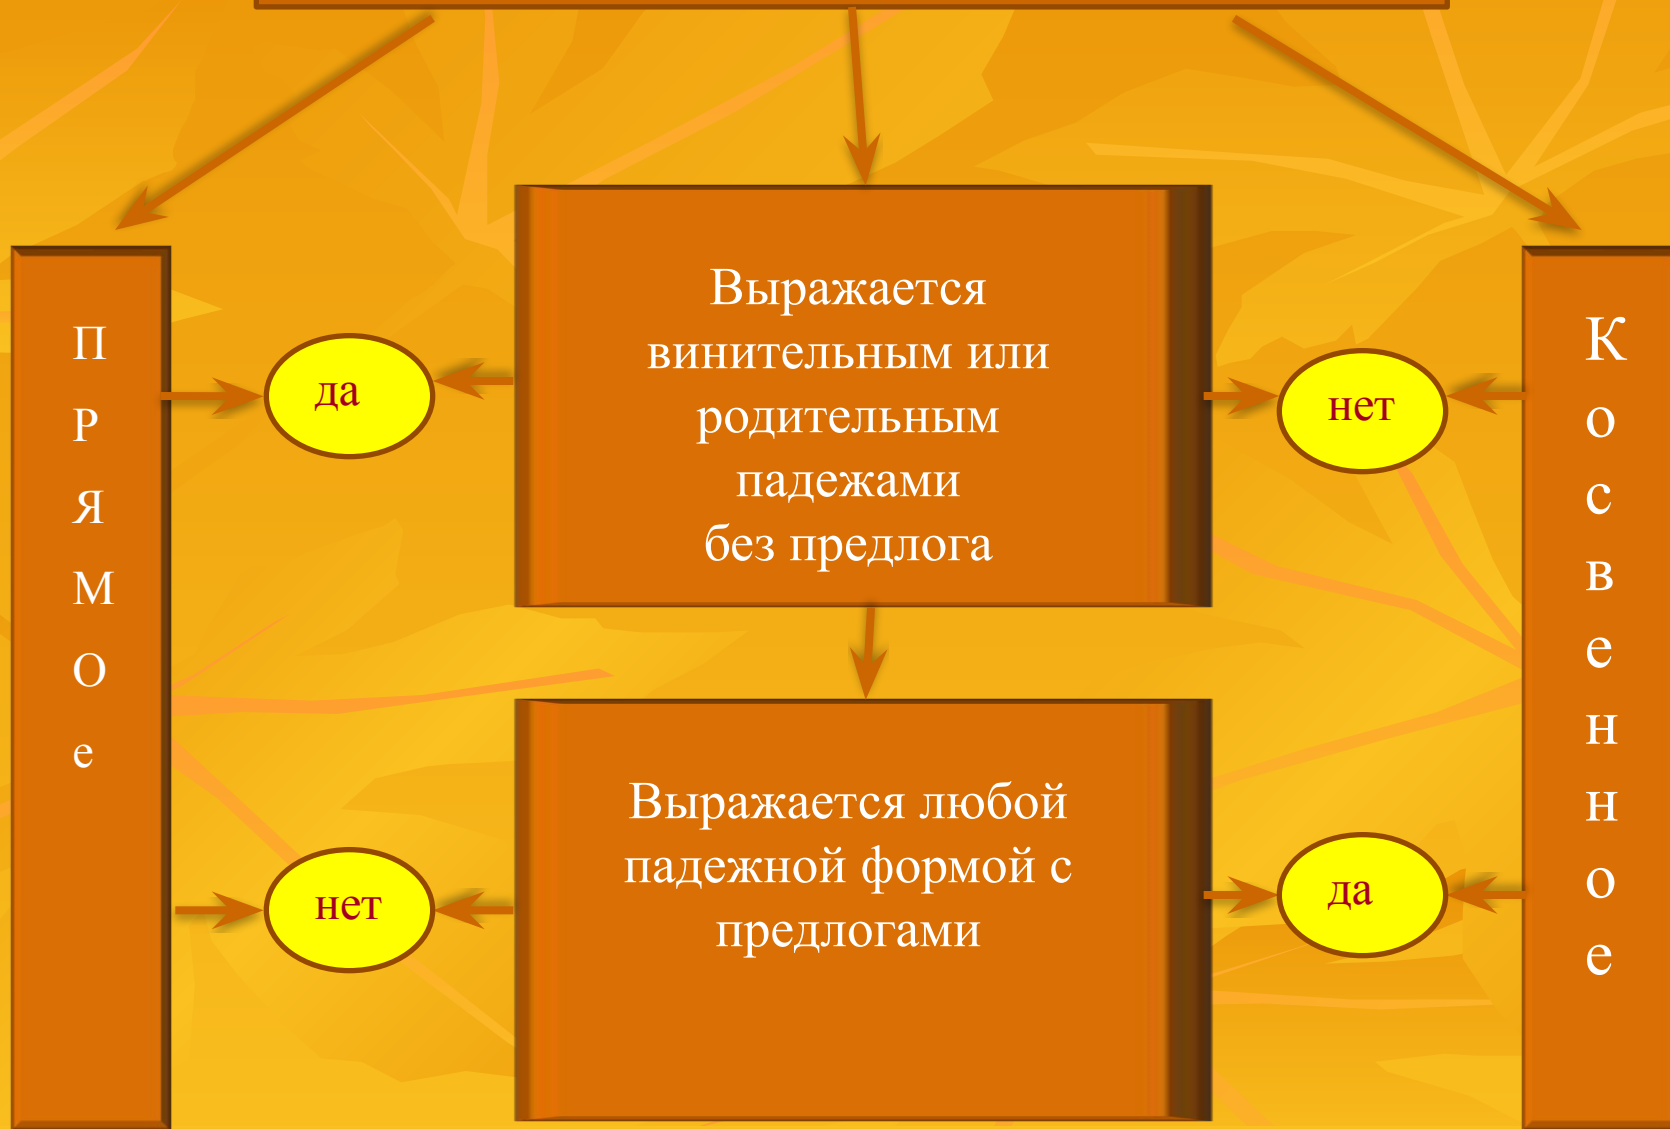 П
Р
Я
М
О
е
да
нет
Выражается
винительным или
родительным
падежами
без предлога
Выражается любой
падежной формой с
предлогами
нет
да
К
о
с
в
е
н
н
о
е